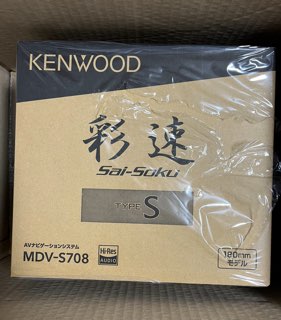 KENWOOD
彩速
Sai-Soku
TYPE S
AVナビゲーションシステム
MDV-S708
Hi-Res
AUDIO
180mm
モデル